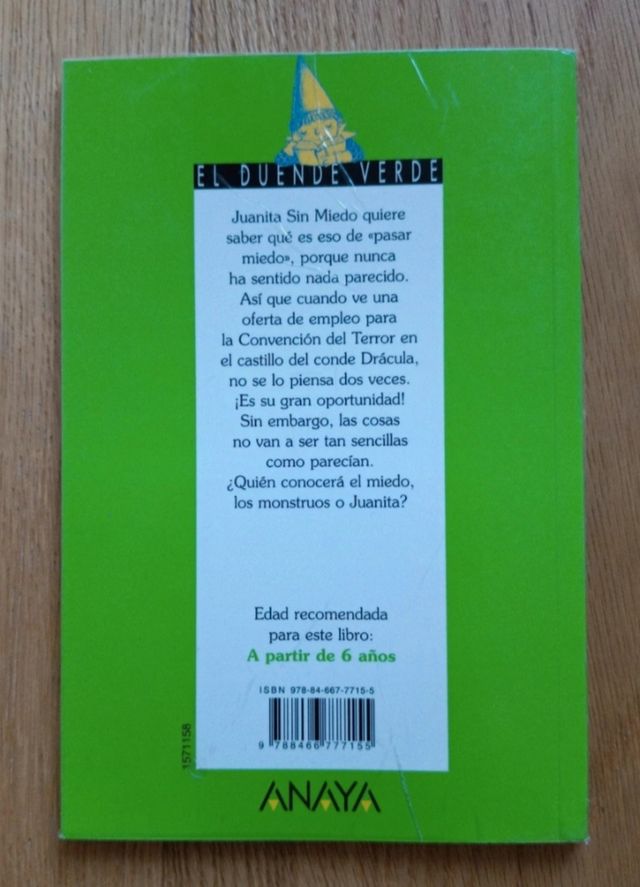 EL DUENDE VERDE
Juanita Sin Miedo quiere
saber qué es eso de «pasar
miedo», porque nunca
ha sentido nada parecido.
Así que cuando ve una
oferta de empleo para
la Convención del Terror en
el castillo del conde Drácula,
no se lo piensa dos veces.
¡Es su gran oportunidad!
Sin embargo, las cosas
no van a ser tan sencillas
como parecían.
¿Quién conocerá el miedo,
los monstruos o Juanita?
Edad recomendada
para este libro:
A partir de 6 años
ISBN 978-84-667-7715-5
9 788466 777155
1571158
ANAYA